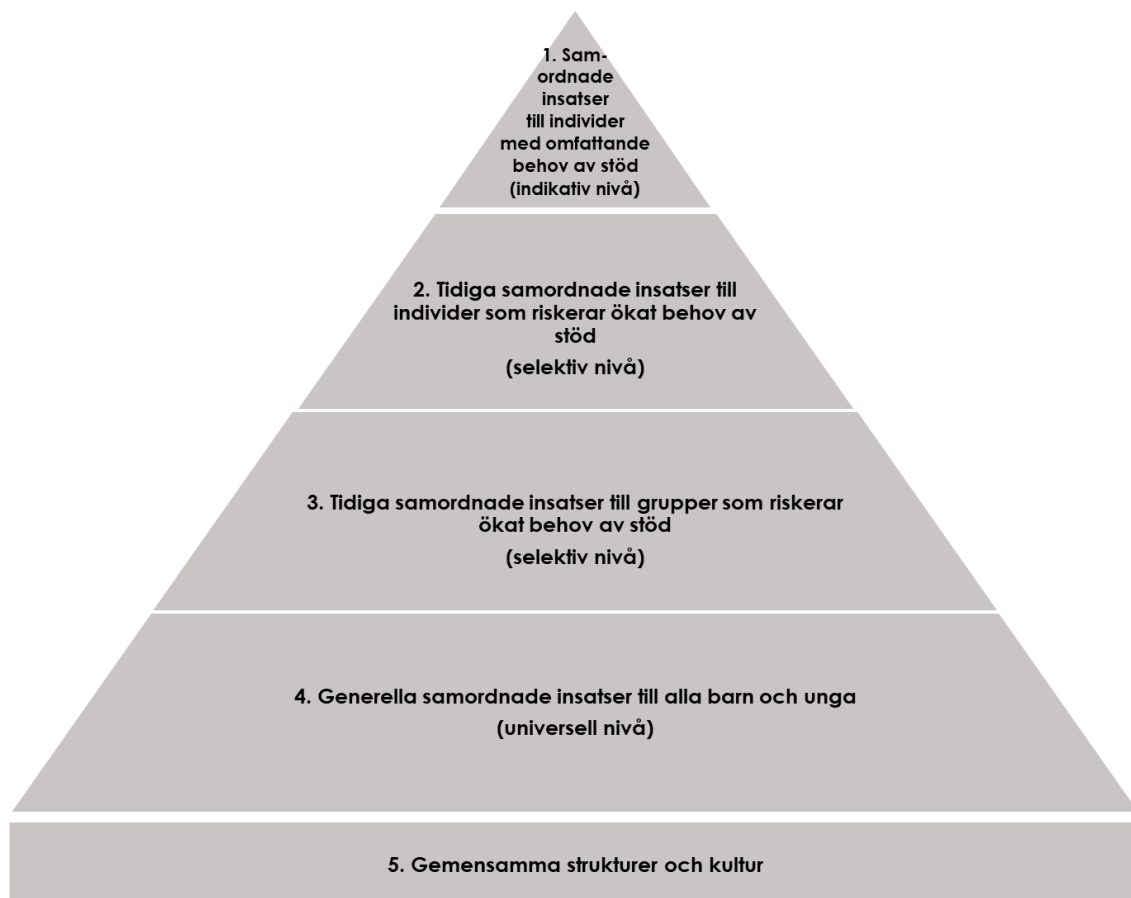 1. Sam-
ordnade
insatser
till individer
med omfattande
behov av stöd
(indikativ nivå)
2. Tidiga samordnade insatser till
individer som riskerar ökat behov av
stöd
(selektiv nivå)
3. Tidiga samordnade insatser till grupper som riskerar
ökat behov av stöd
(selektiv nivå)
4. Generella samordnade insatser till alla barn och unga
(universell nivå)
5. Gemensamma strukturer och kultur